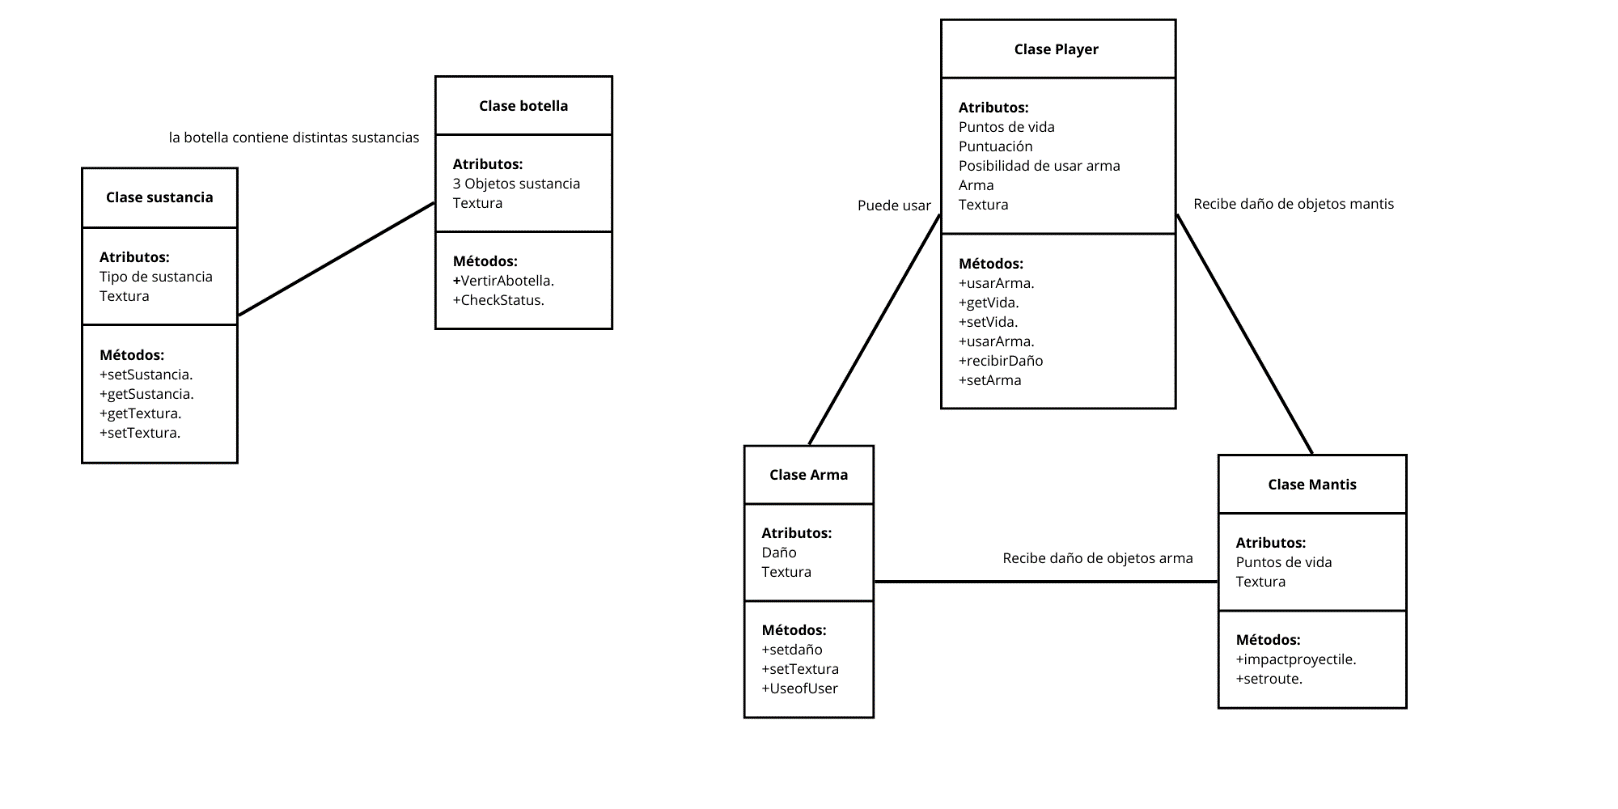 la botella contiene distintas sustancias
Clase sustancia
Atributos:
Tipo de sustancia
Textura
Métodos:
+setSustancia.
+getSustancia.
+getTextura.
+setTextura.
Clase botella
Atributos:
3 Objetos sustancia
Textura
Métodos:
+VertirAbotella.
+CheckStatus.
Clase Player
Atributos:
Puntos de vida
Puntuación
Posibilidad de usar arma
Arma
Textura
Métodos:
+usarArma.
+getVida.
+setVida.
+usarArma.
+recibirDaño
+setArma
Puede usar
Recibe daño de objetos mantis
Clase Arma
Atributos:
Daño
Textura
Métodos:
+setdaño
+setTextura
+UseofUser
Recibe daño de objetos arma
Clase Mantis
Atributos:
Puntos de vida
Textura
Métodos:
+impactproyectile.
+setroute.